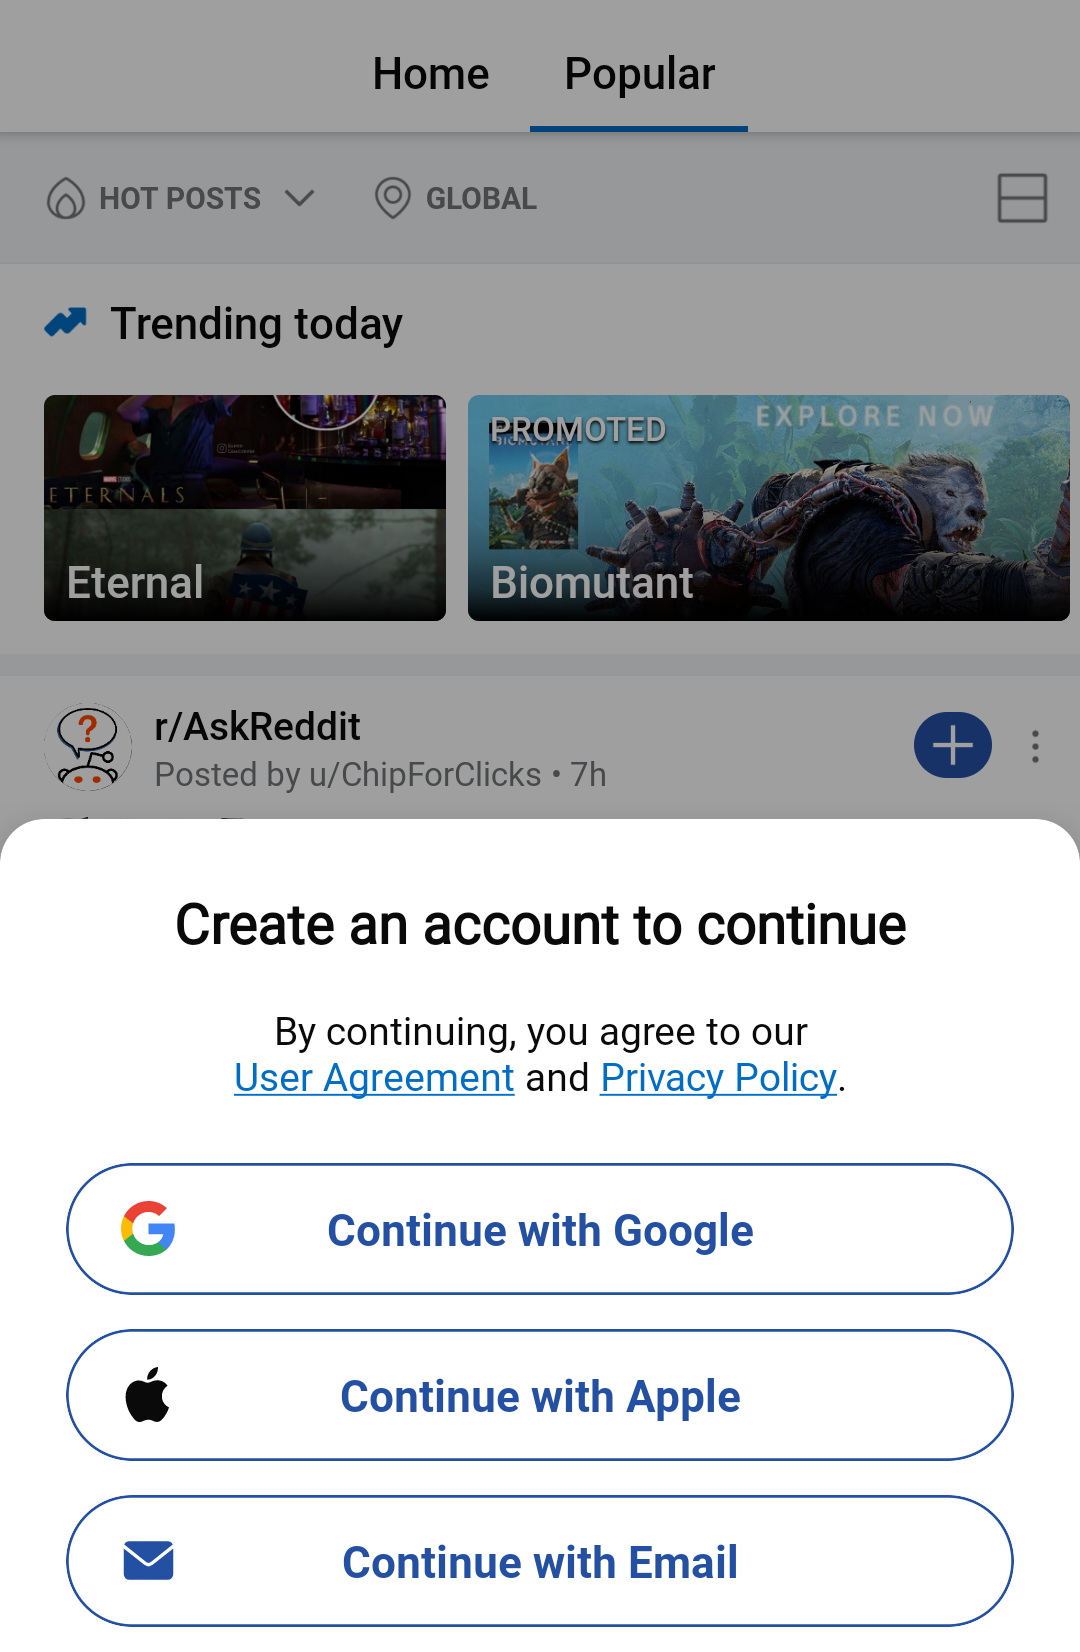 Home Popular
HOT POSTS GLOBAL
Trending today
ETERNALS
Eternal
PROMOTED
EXPLORE NOW
BIOMUTANT
Biomutant
r/AskReddit
Posted by u/ChipForClicks • 7h
Create an account to continue
By continuing, you agree to our
User Agreement and Privacy Policy.
Continue with Google
Continue with Apple
Continue with Email